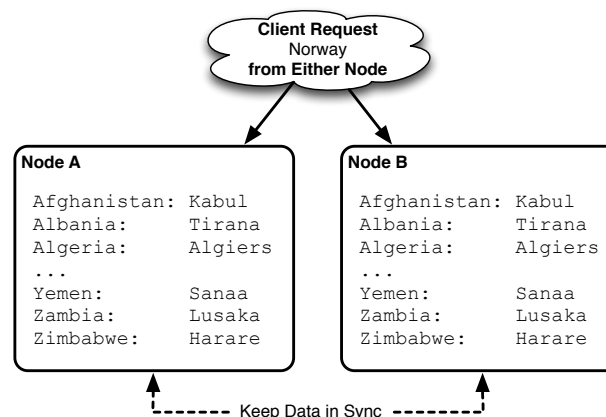 Client Request
Norway
from Either Node
Node A
Afghanistan: Kabul
Albania: Tirana
Algeria: Algiers
...
Yemen: Sanaa
Zambia: Lusaka
Zimbabwe: Harare
Node B
Afghanistan: Kabul
Albania: Tirana
Algeria: Algiers
...
Yemen: Sanaa
Zambia: Lusaka
Zimbabwe: Harare
Keep Data in Sync